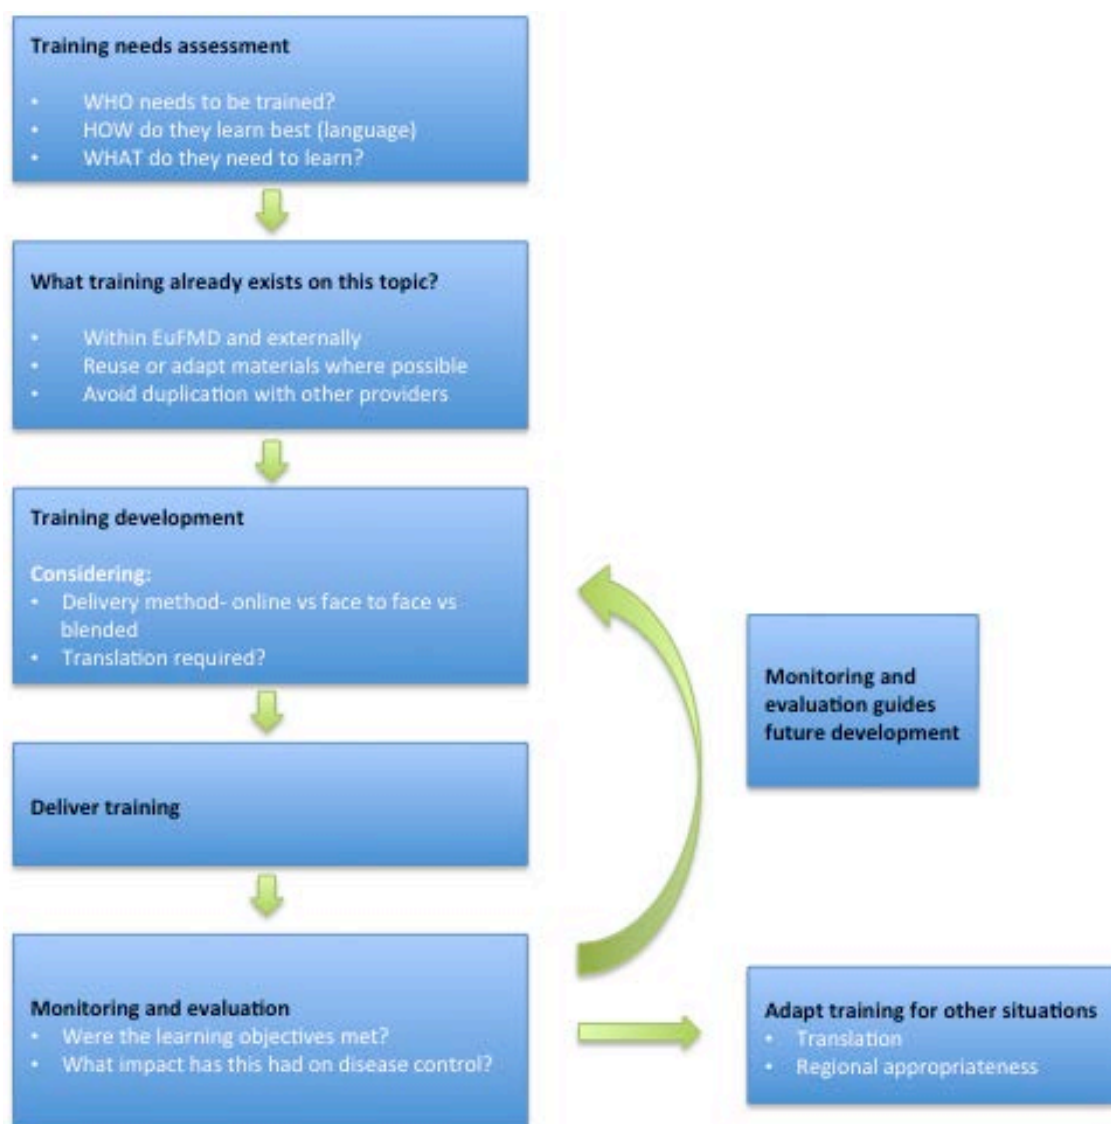 Training needs assessment
• WHO needs to be trained?
• HOW do they learn best (language)
• WHAT do they need to learn?
What training already exists on this topic?
• Within EuFMD and externally
• Reuse or adapt materials where possible
• Avoid duplication with other providers
Training development
Considering:
• Delivery method- online vs face to face vs
blended
• Translation required?
Deliver training
Monitoring and evaluation
• Were the learning objectives met?
• What impact has this had on disease control?
Monitoring and
evaluation guides
future development
Adapt training for other situations
• Translation
• Regional appropriateness